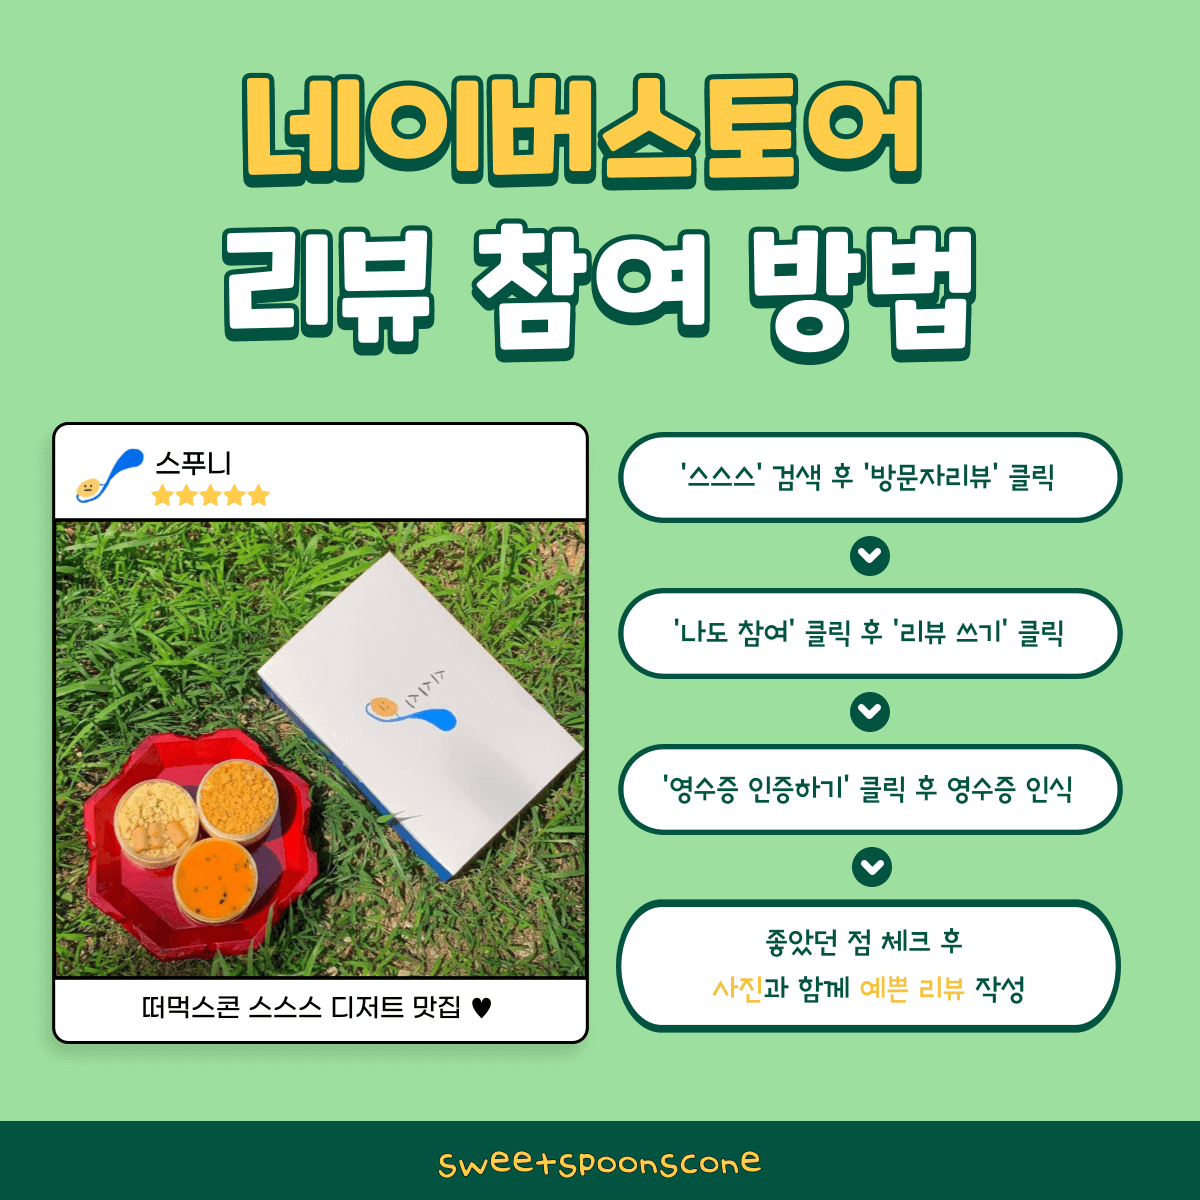 네이버스토어
리뷰 참여 방법
스푸니
스스스
떠먹스콘 스스스 디저트 맛집 ♥
'스스스' 검색 후 '방문자리뷰' 클릭
'나도 참여' 클릭 후 '리뷰 쓰기' 클릭
'영수증 인증하기' 클릭 후 영수증 인식
좋았던 점 체크 후
사진과 함께 예쁜 리뷰 작성
sweetspoonscone